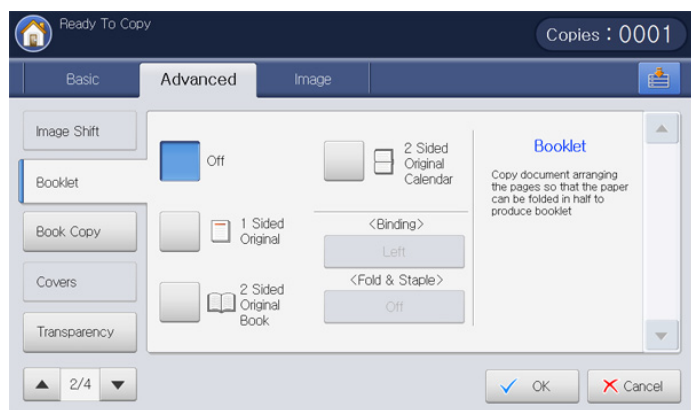 Ready To Copy
Copies : 0001
Basic
Advanced
Image
Image Shift
Booklet
Book Copy
Covers
Transparency
2/4
Off
1 Sided
Original
2 Sided
Original
Book
2 Sided
Original
Calendar
<Binding>
Left
<Fold & Staple>
Off
Booklet
Copy document arranging
the pages so that the paper
can be folded in half to
produce booklet
OK
Cancel